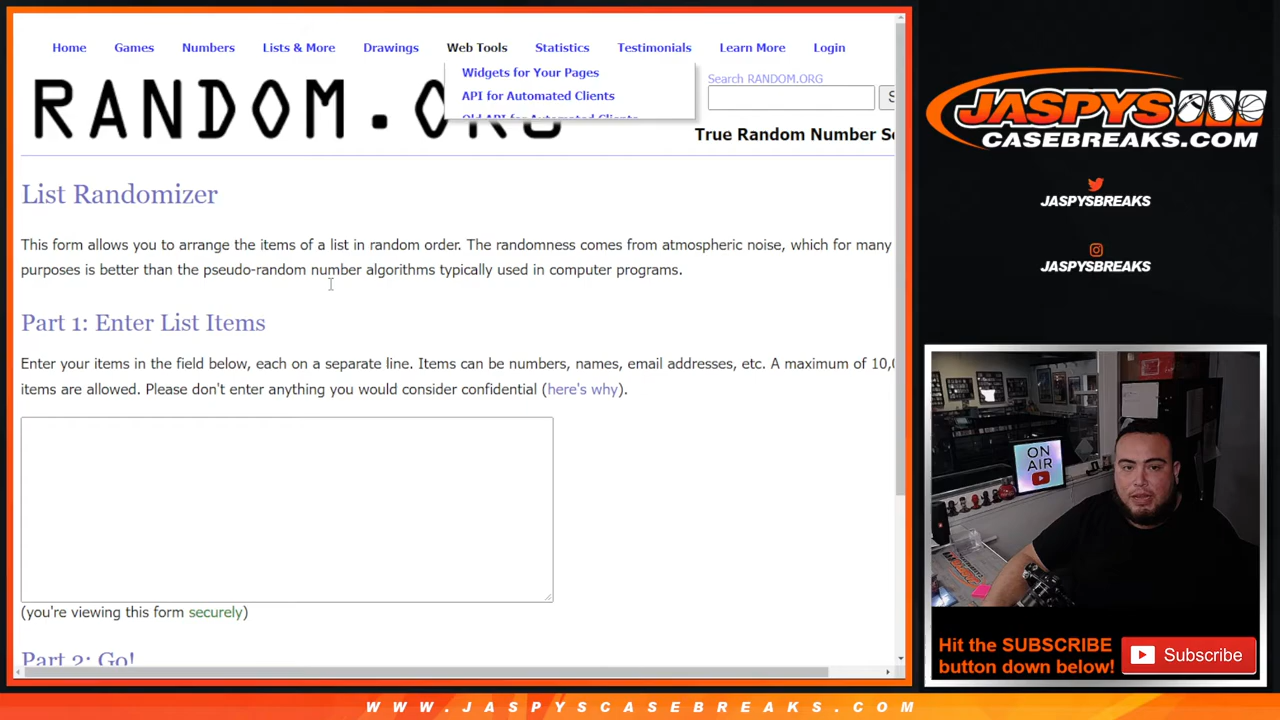 Home Games Numbers Lists & More Drawings Web Tools Statistics Testimonials Learn More Login
Widgets for Your Pages
API for Automated Clients
Old API for Automated Clients
Search RANDOM.ORG
S
RANDOM.ORG
True Random Number Se
List Randomizer
This form allows you to arrange the items of a list in random order. The randomness comes from atmospheric noise, which for many
purposes is better than the pseudo-random number algorithms typically used in computer programs.
Part 1: Enter List Items
Enter your items in the field below, each on a separate line. Items can be numbers, names, email addresses, etc. A maximum of 10,0
items are allowed. Please don't enter anything you would consider confidential (here's why).
(you're viewing this form securely)
Part 2: Go!
JASPYS
CASEBREAKS.COM
JASPYSBREAKS
JASPYSBREAKS
ON
AIR
Hit the SUBSCRIBE
button down below!
Subscribe
WWW.JASPYSCASEBREAKS.COM